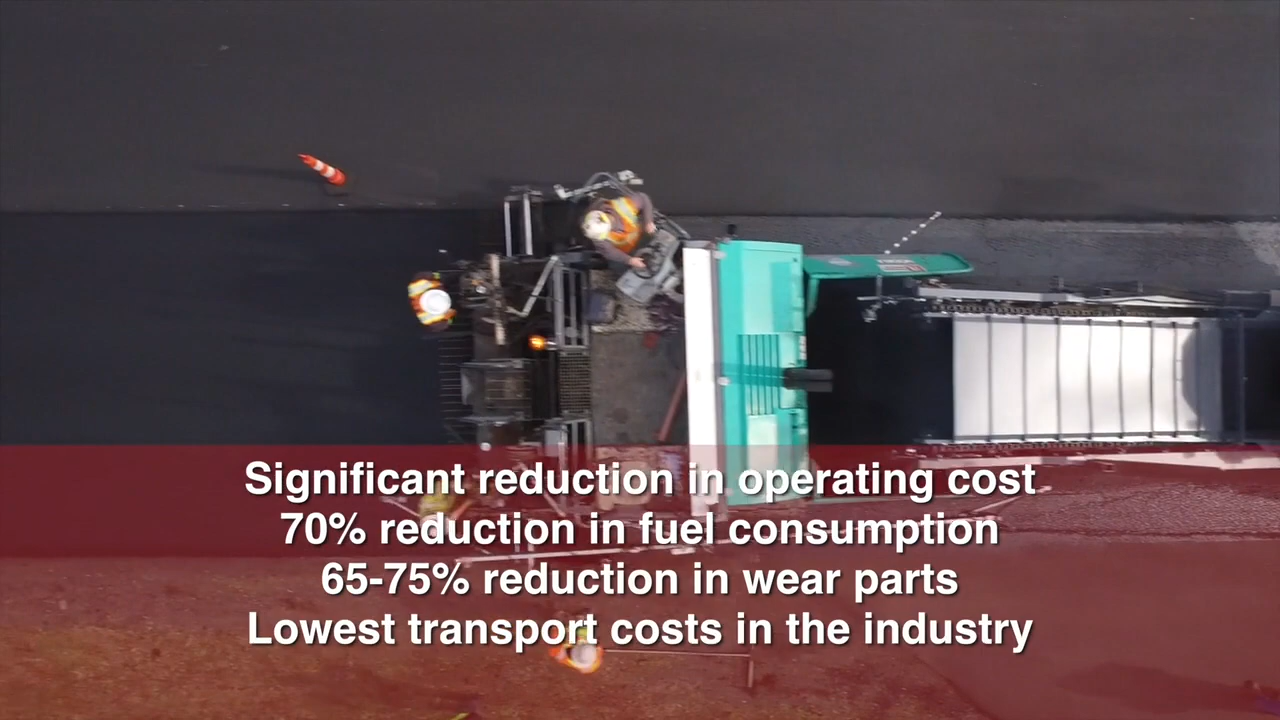 Significant reduction in operating cost
70% reduction in fuel consumption
65-75% reduction in wear parts
Lowest transport costs in the industry